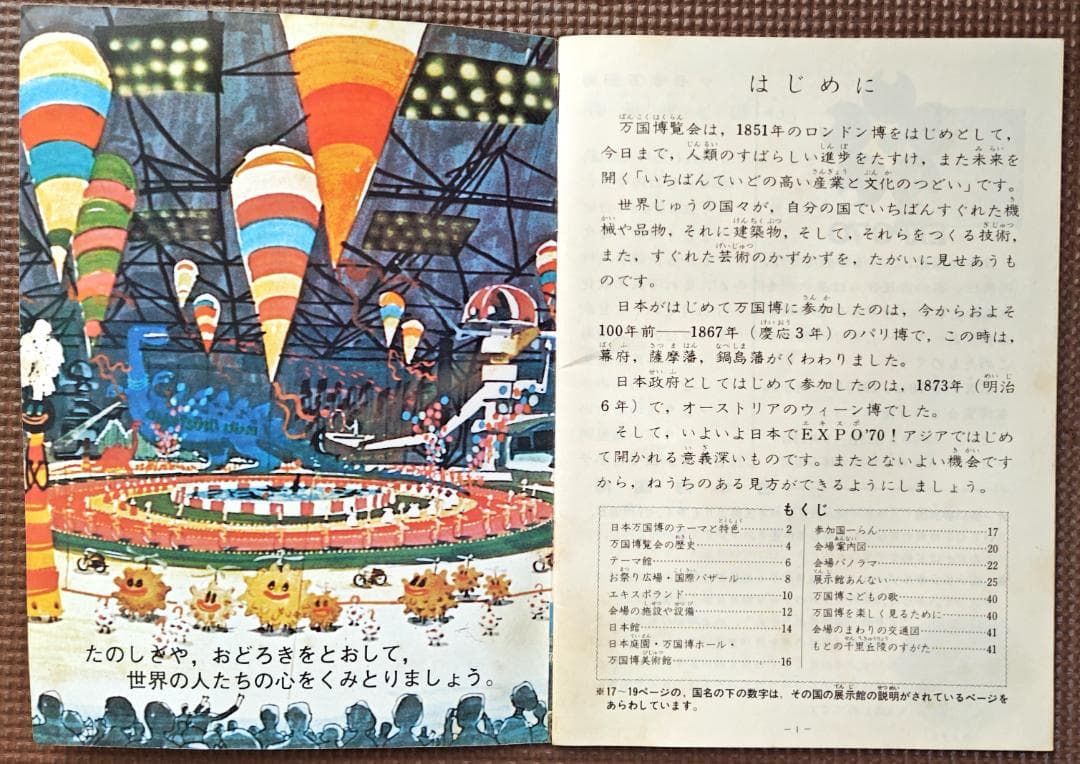 たのしさや，おどろきをとおして，
世界の人たちの心をくみとりましょう。
はじめに
万国博覧会は，1851年のロンドン博をはじめとして，
今日まで，人類のすばらしい進歩をたすけ，また未来を
開く「いちばんていどの高い産業と文化のつどい」です。
世界じゅうの国々が，自分の国でいちばんすぐれた機
械や品物，それに建築物，そして，それらをつくる技術，
また，すぐれた芸術のかずかずを，たがいに見せあうも
のです。
日本がはじめて万国博に参加したのは，今からおよそ
100年前――1867年（慶応3年）のパリ博で，この時は，
幕府，薩摩藩，鍋島藩がくわわりました。
日本政府としてはじめて参加したのは，1873年（明治
6年）で，オーストリアのウィーン博でした。
そして，いよいよ日本でEXPO'70！アジアではじめ
て開かれる意義深いものです。またとないよい機会です
から，ねうちのある見方ができるようにしましょう。
もくじ
日本万国博のテーマと特色………2
万国博覧会の歴史………4
テーマ館………6
お祭り広場・国際バザール………8
エキスポランド………10
会場の施設や設備………12
日本館………14
日本庭園・万国博ホール・
万国博美術館………16
参加国一らん………17
会場案内図………20
会場パノラマ………22
展示館あんない………25
万国博こどもの歌………40
万国博を楽しく見るために………40
会場のまわりの交通図………41
もとの千里丘陵のすがた………41
※17～19ページの，国名の下の数字は，その国の展示館の説明がされているページを
あらわしています。
－1－